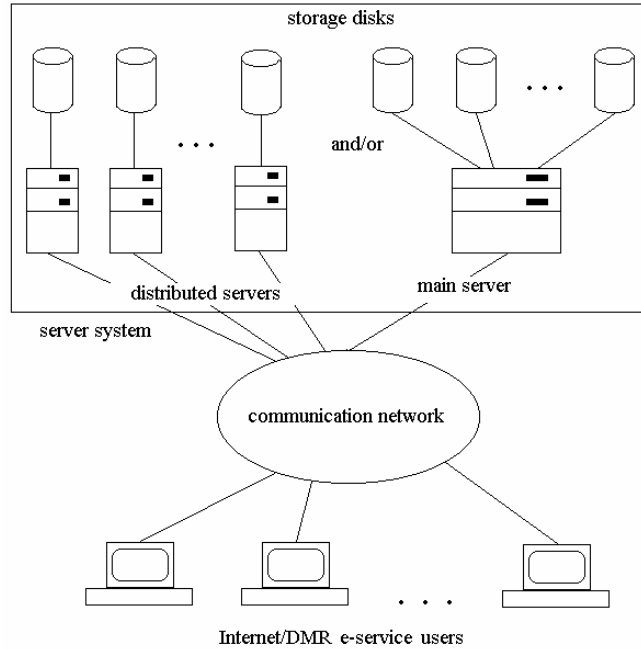 storage disks
and/or
distributed servers
main server
server system
communication network
Internet/DMR e-service users